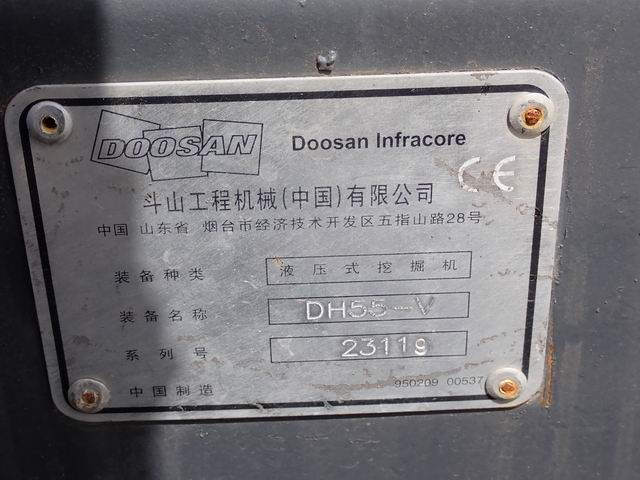 DOOSAN
Doosan Infracore
CE
斗山工程机械(中国)有限公司
中国 山东省 烟台市经济技术开发区五指山路28号
装备种类 液压式挖掘机
装备名称 DH55-V
系列号 23119
中国制造 950209 00537